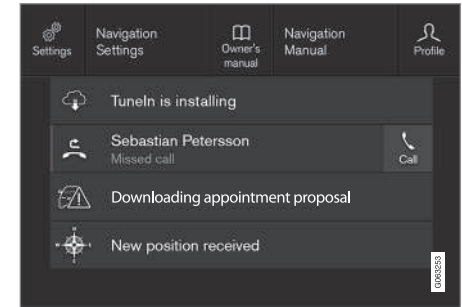 Settings
Navigation
Settings
Owner's
manual
Navigation
Manual
Profile
TuneIn is installing
Sebastian Petersson
Missed call
Call
Downloading appointment proposal
New position received
G063253